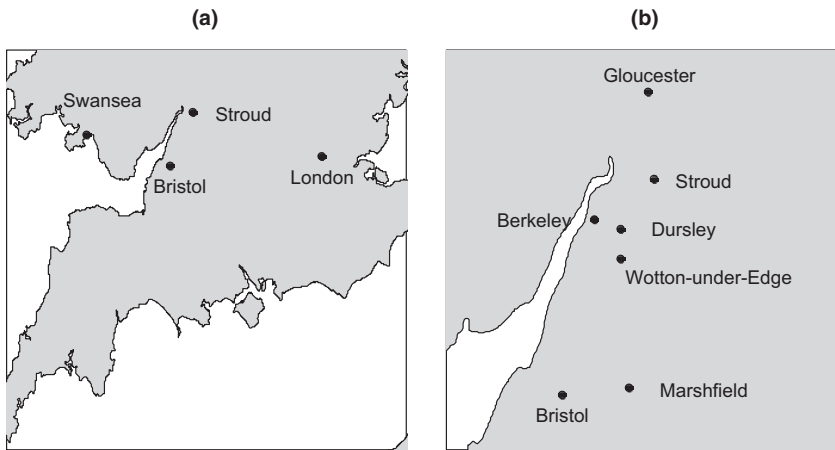 (a)
Swansea
Stroud
Bristol
London
(b)
Gloucester
Stroud
Berkeley
Dursley
Wotton-under-Edge
Marshfield
Bristol